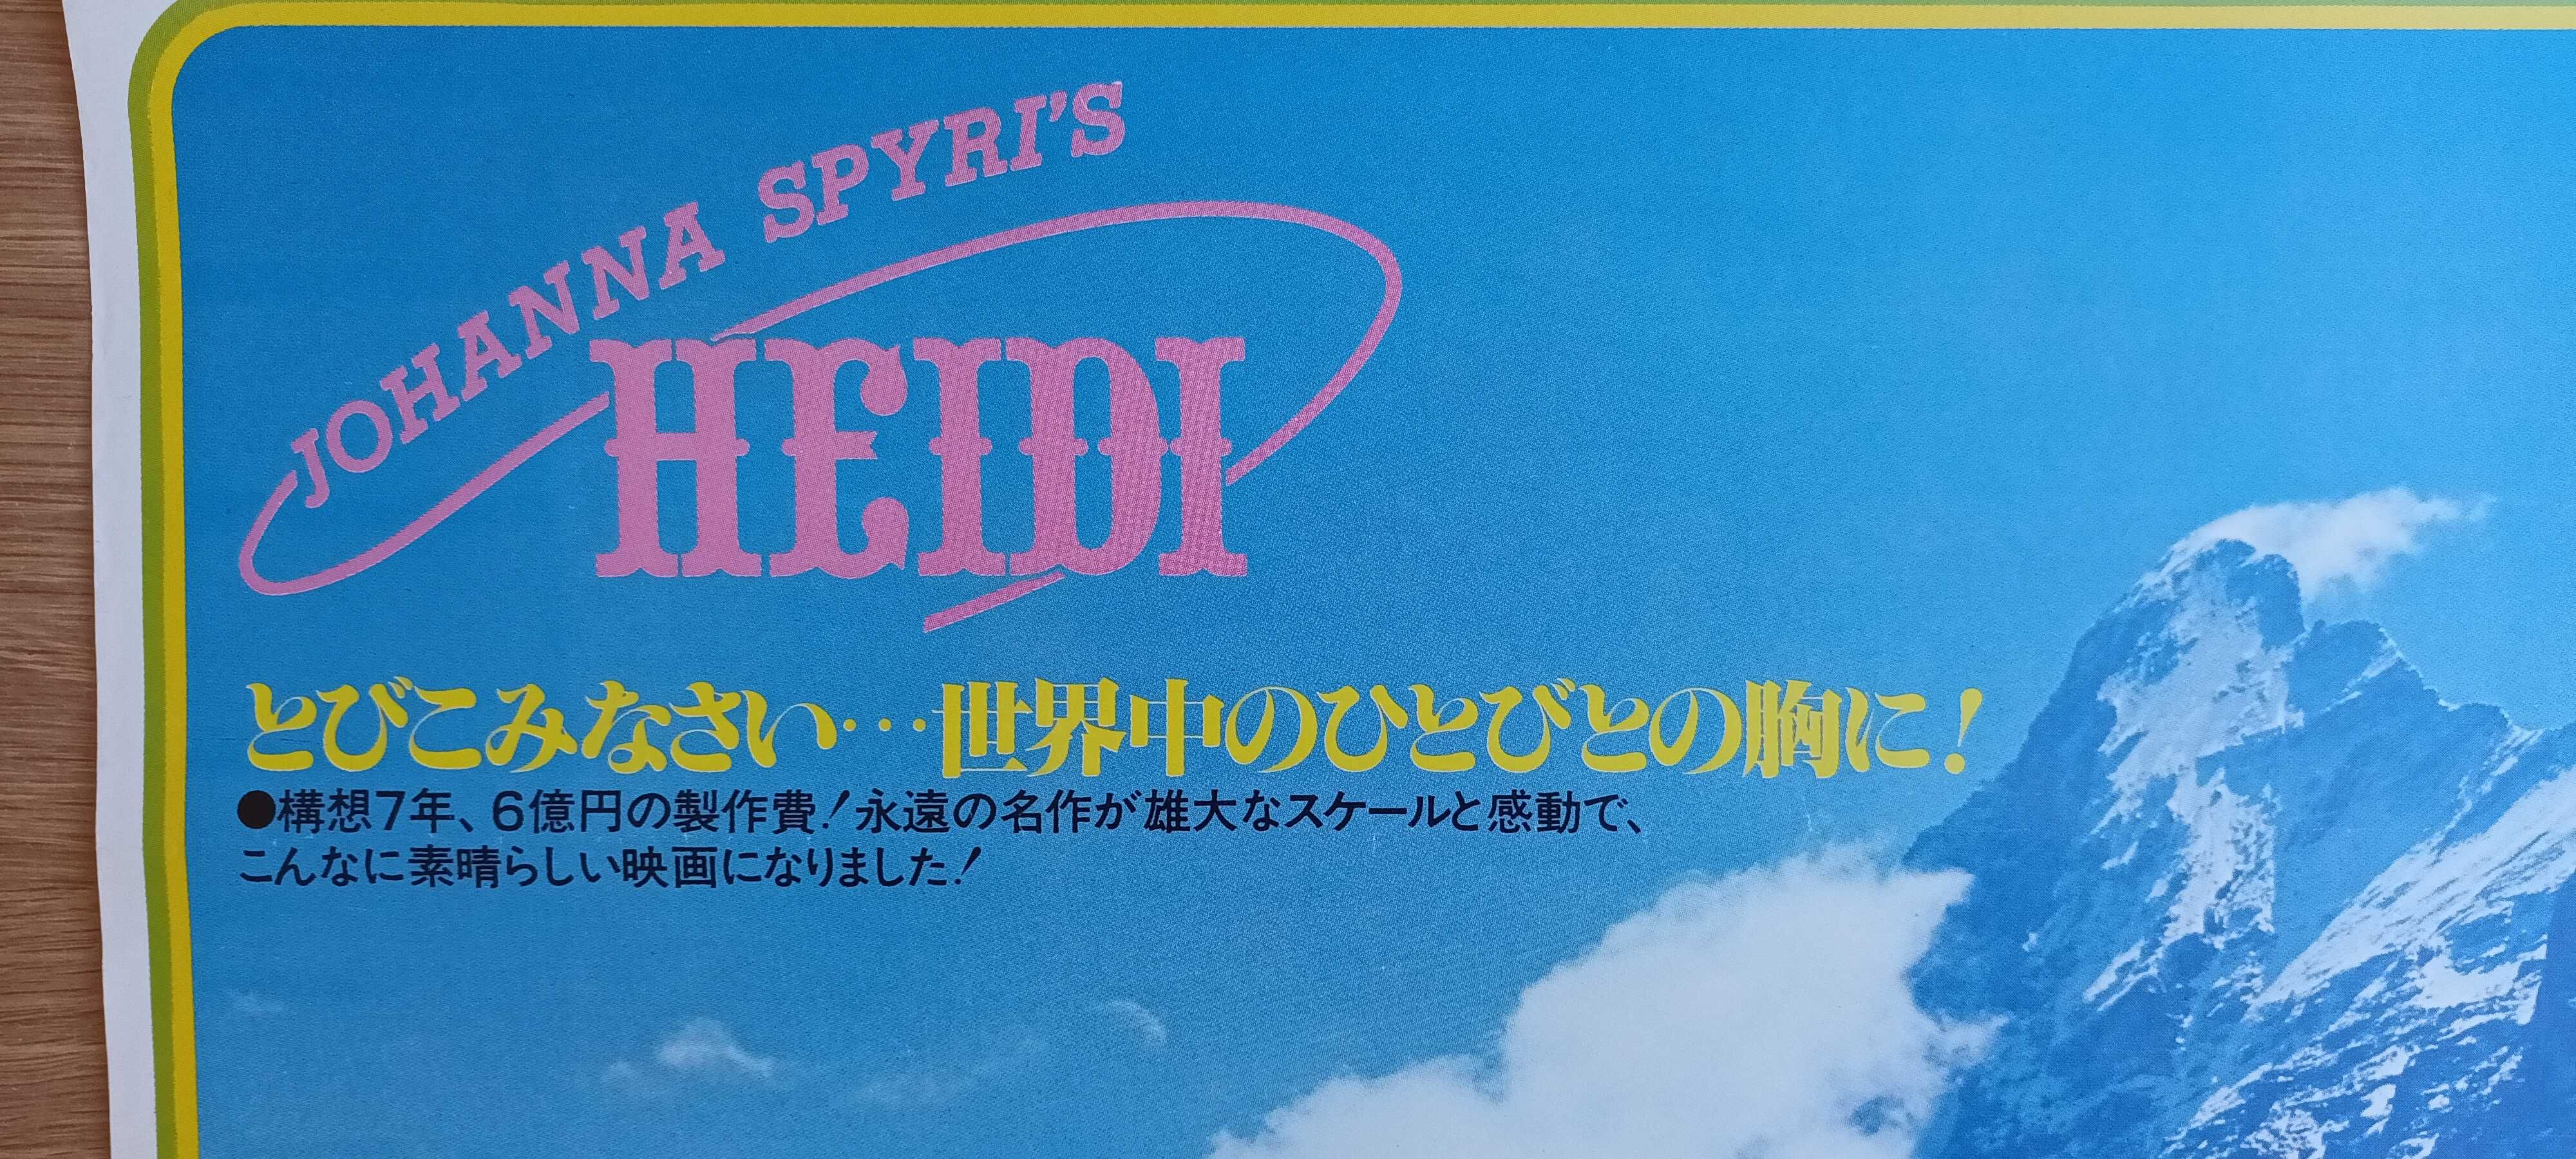 JOHANNA SPYRI'S
HEIDI
とびこみなさい…世界中のひとびとの胸に!
●構想7年、6億円の製作費!永遠の名作が雄大なスケールと感動で、
こんなに素晴らしい映画になりました!